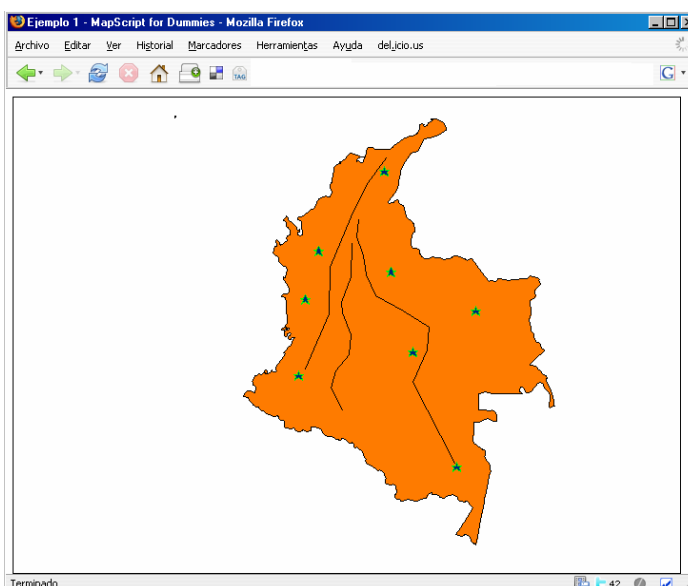 Ejemplo 1 - MapScript for Dummies - Mozilla Firefox
Archivo Editar Ver Historial Marcadores Herramientas Ayuda del.icio.us
TAG G
Terminado 42